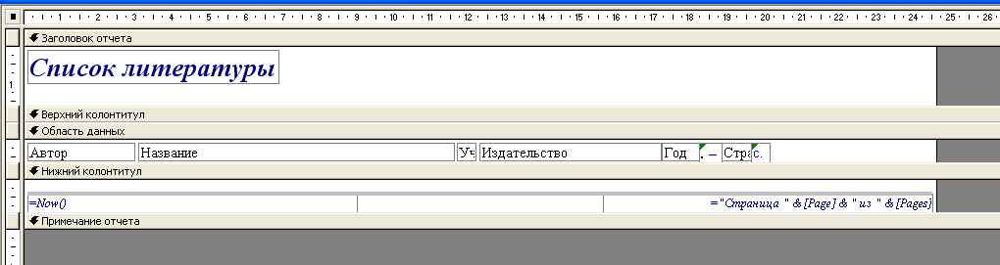 1 · 2 · 3 · 4 · 5 · 6 · 7 · 8 · 9 · 10 · 11 · 12 · 13 · 14 · 15 · 16 · 17 · 18 · 19 · 20 · 21 · 22 · 23 · 24 · 25 · 26
Заголовок отчета
Список литературы
1
Верхний колонтитул
Область данных
Автор Название Уч Издательство Год . – Стра с.
Нижний колонтитул
=Now() ="Страница " & [Page] & " из " & [Pages]
Примечание отчета